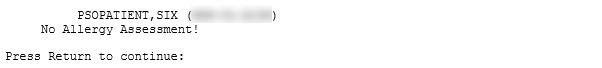 PSOPATIENT,SIX ( )
No Allergy Assessment!
Press Return to continue: